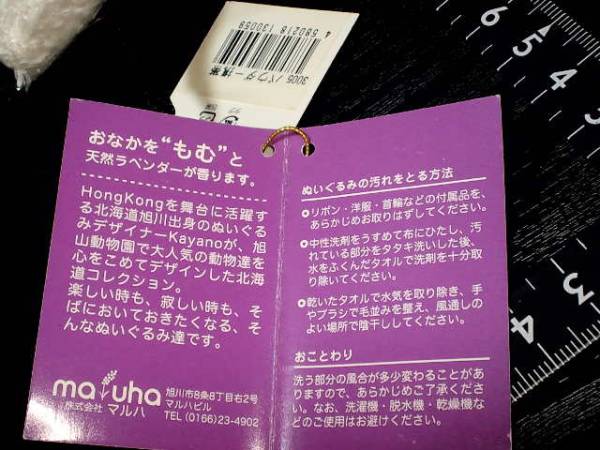 おなかを“もむ”と
天然ラベンダーが香ります。
HongKongを舞台に活躍す
る北海道旭川出身のぬいぐる
みデザイナーKayanoが、旭
山動物園で大人気の動物達を
心をこめてデザインした北海
道コレクション。
楽しい時も、寂しい時も、そ
ばにおいておきたくなる、そ
んなぬいぐるみ達です。
maruha
株式会社 マルハ
旭川市8条8丁目右2号
マルハビル
TEL (0166)23-4902
ぬいぐるみの汚れをとる方法
●リボン・洋服・首輪などの付属品を、
あらかじめお取りはずしてください。
●中性洗剤をうすめて布にひたし、汚
れている部分をタタキ洗いした後、
水をふくんだタオルで洗剤を十分取
り除いてください。
●乾いたタオルで水気を取り除き、手
やブラシで毛並みを整え、風通しの
よい場所で陰干ししてください。
おことわり
洗う部分の風合が多少変わることがあ
りますので、あらかじめご了承くださ
い。なお、洗濯機・脱水機・乾燥機な
どのご使用はお避けください。
4 580218 130059
3005 パウダー携帯
6
5
4
3
2